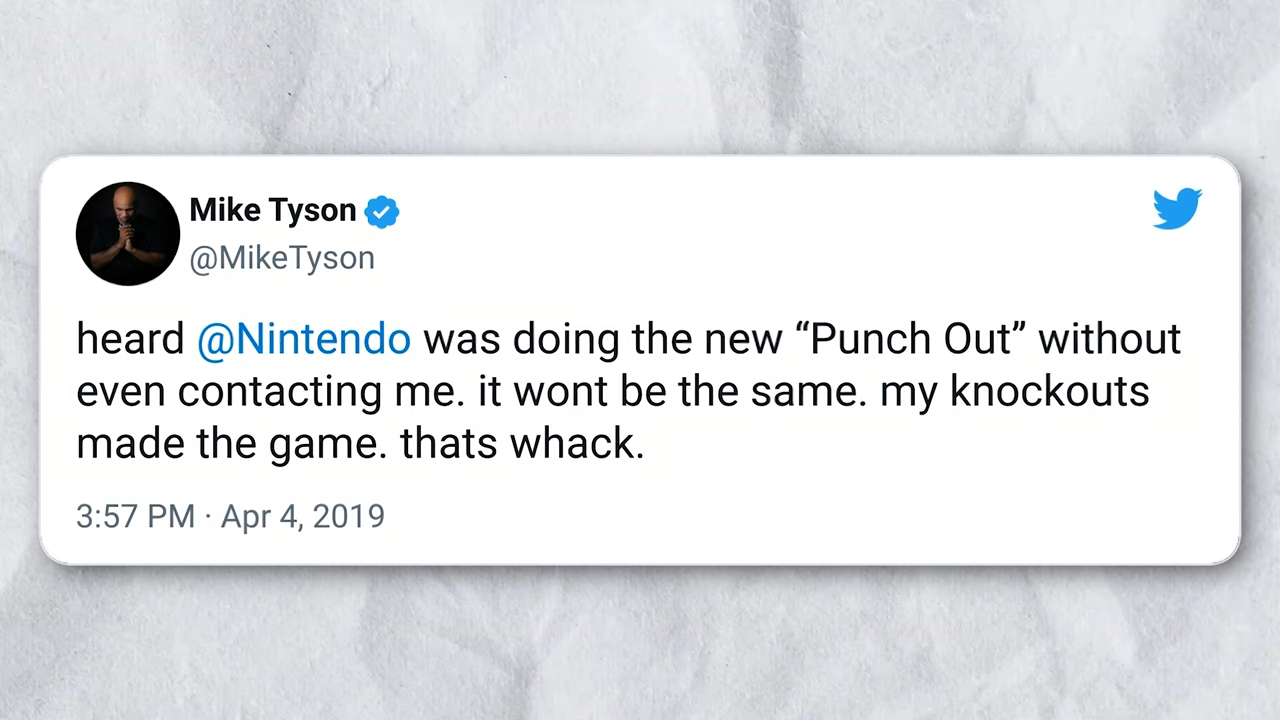 Mike Tyson
@MikeTyson
heard @Nintendo was doing the new “Punch Out” without
even contacting me. it wont be the same. my knockouts
made the game. thats whack.
3:57 PM · Apr 4, 2019